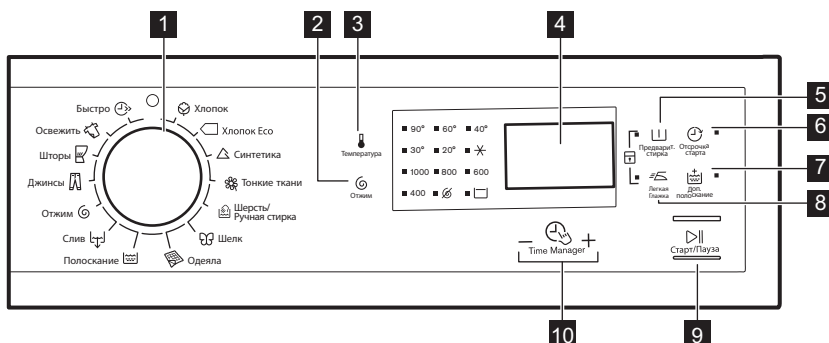 1
2
3
4
5
6
7
8
9
10
Быстро
Освежить
Шторы
Джинсы
Отжим
Слив
Полоскание
Хлопок
Хлопок Eco
Синтетика
Тонкие ткани
Шерсть/
Ручная стирка
Шелк
Одеяла
Температура
Отжим
90° 60° 40°
30° 20°
1000 800 600
400
Time Manager
Предварит.
стирка
Отсрочка
старта
Легкая
Глажка
Доп.
полоскание
Старт/Пауза